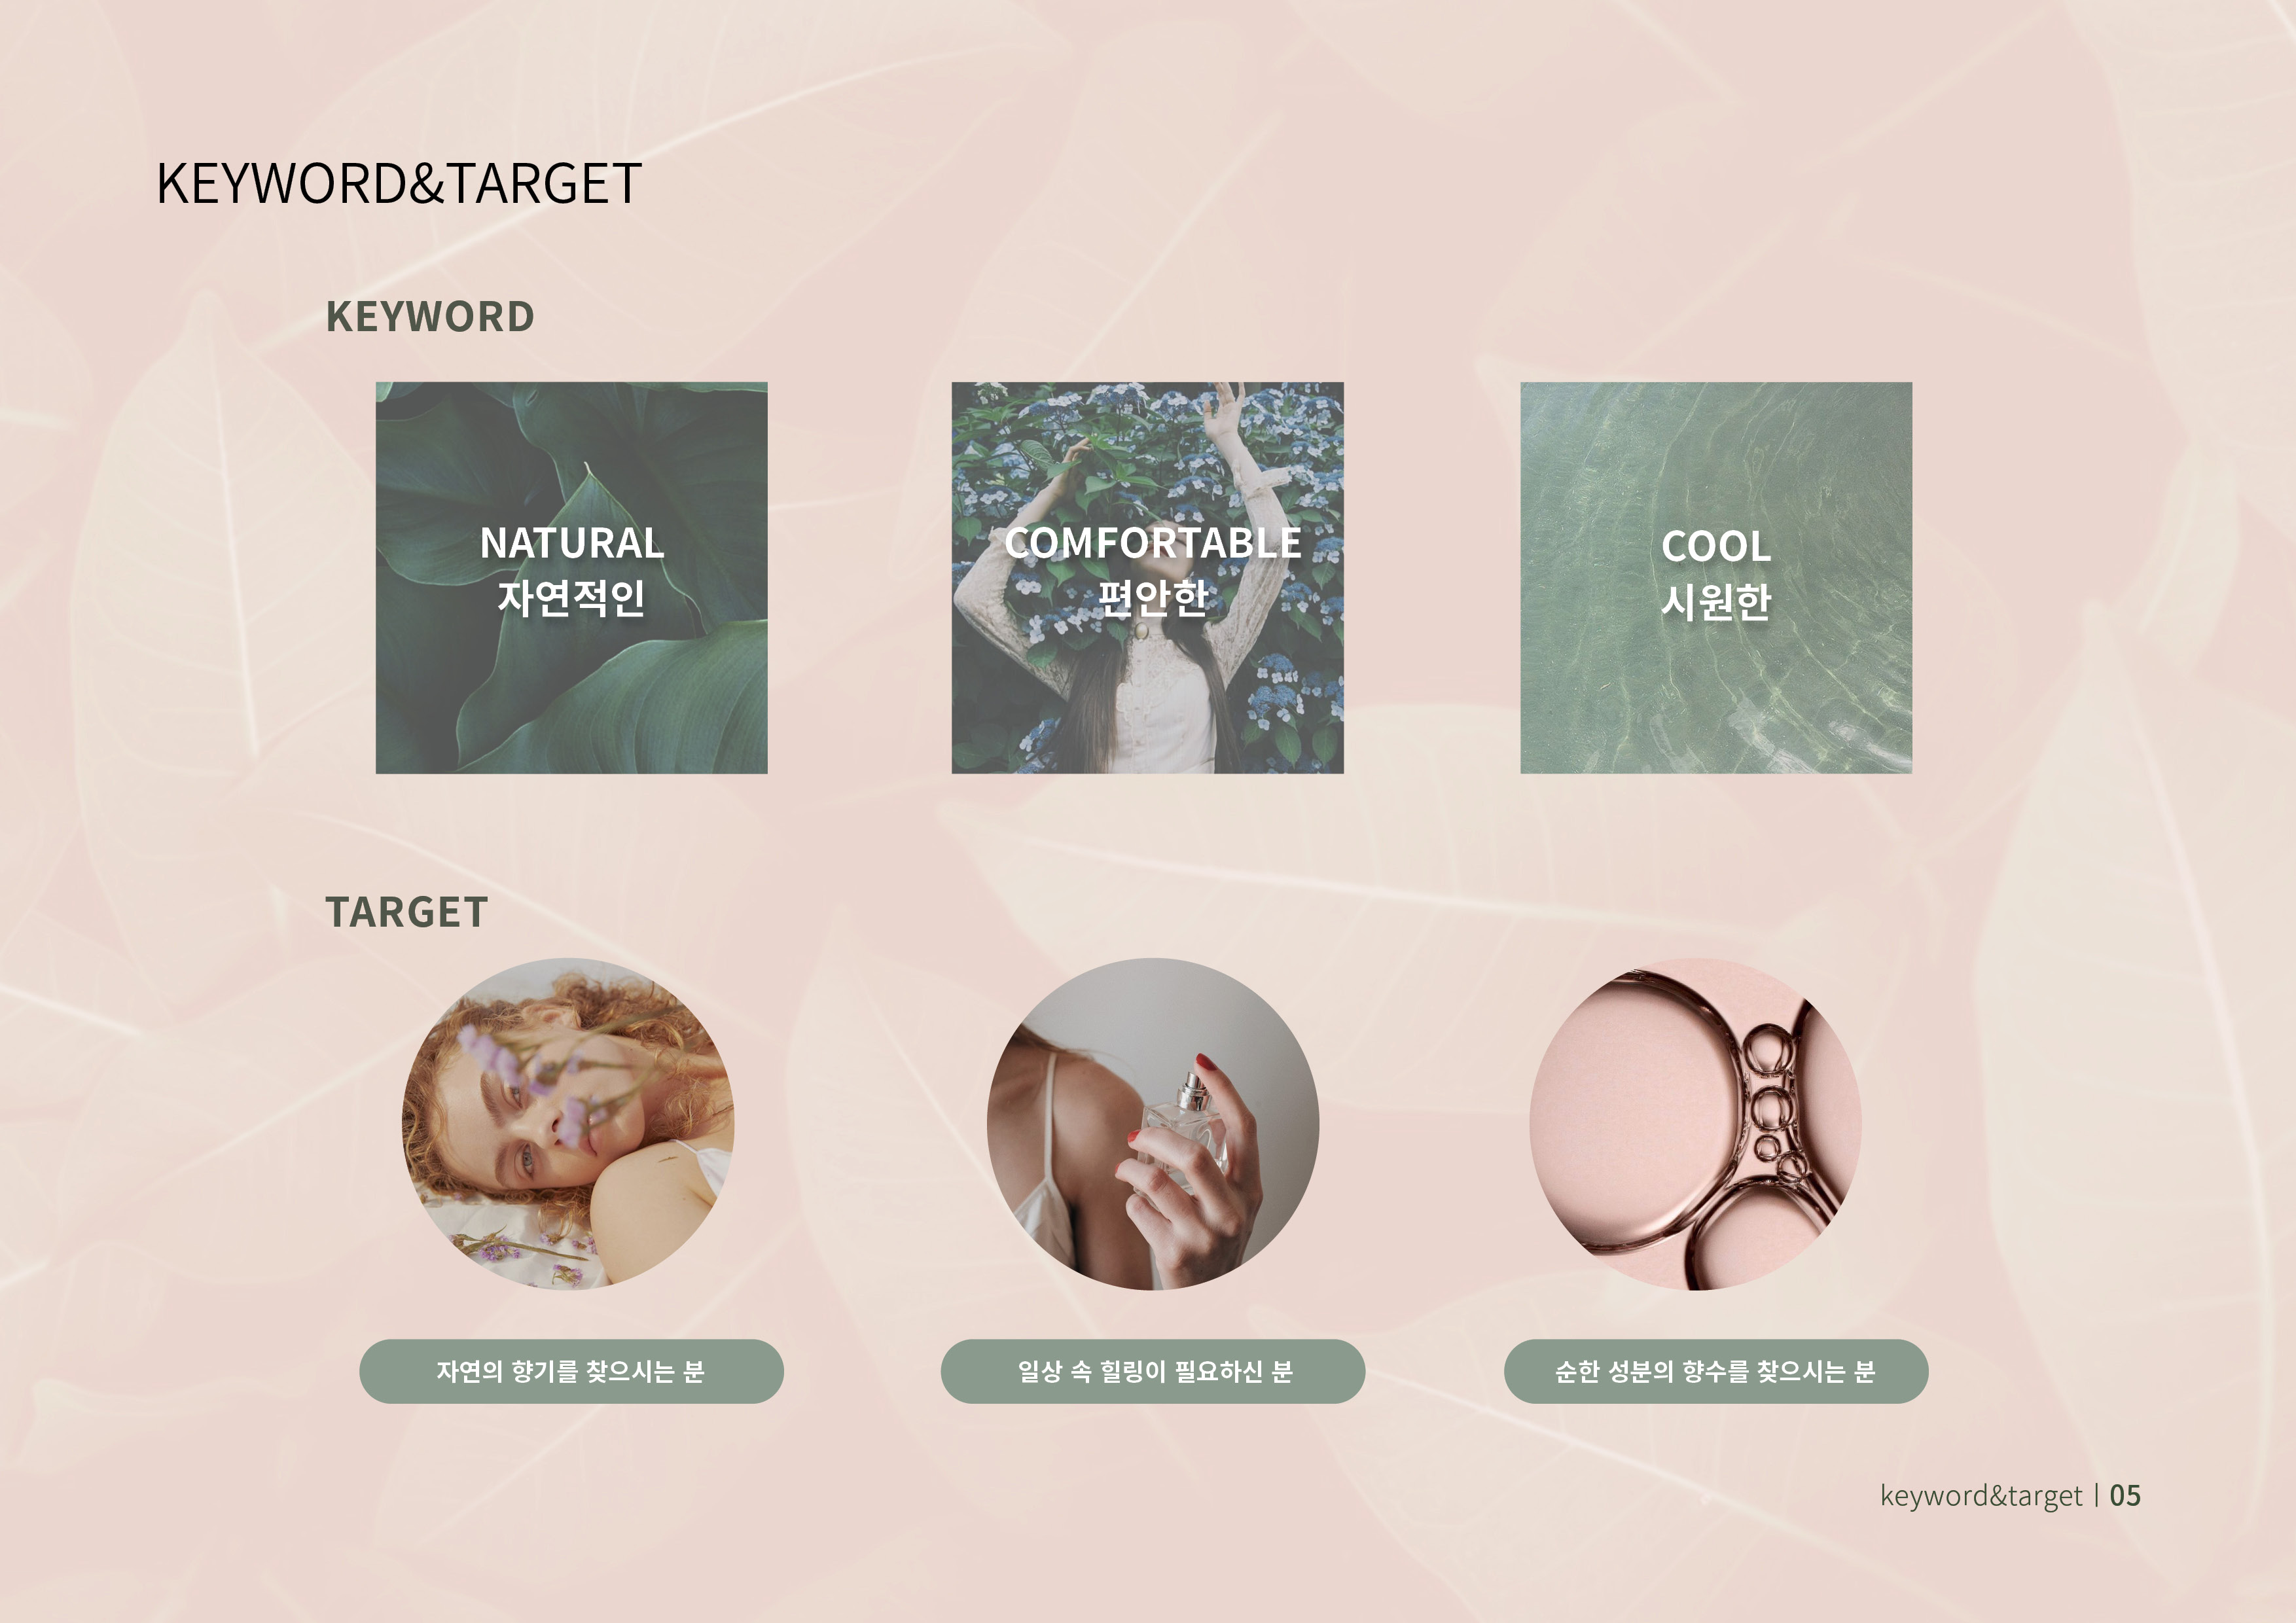 KEYWORD&TARGET
KEYWORD
NATURAL
자연적인
COMFORTABLE
편안한
COOL
시원한
TARGET
자연의 향기를 찾으시는 분
일상 속 힐링이 필요하신 분
순한 성분의 향수를 찾으시는 분
keyword&target | 05